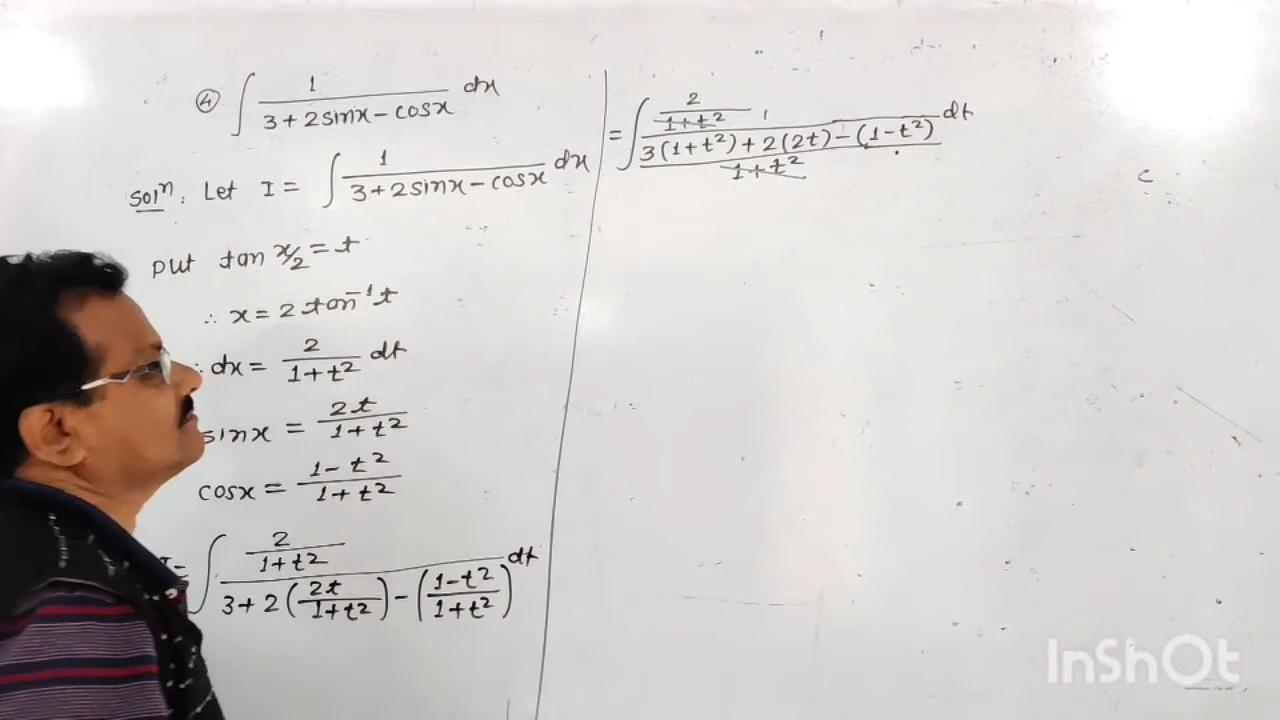 ④ ∫ 1 / (3 + 2sinx - cosx) dx
Solⁿ: Let I = ∫ 1 / (3 + 2sinx - cosx) dx
put tan x/2 = t
∴ x = 2 tan⁻¹t
∴ dx = 2 / (1 + t²) dt
sinx = 2t / (1 + t²)
cosx = (1 - t²) / (1 + t²)
I = ∫ (2 / (1 + t²)) / (3 + 2(2t / (1 + t²)) - ((1 - t²) / (1 + t²))) dt
= ∫ (2 / (1 + t²)) / ((3(1 + t²) + 2(2t) - (1 - t²)) / (1 + t²)) dt
c
InShOt